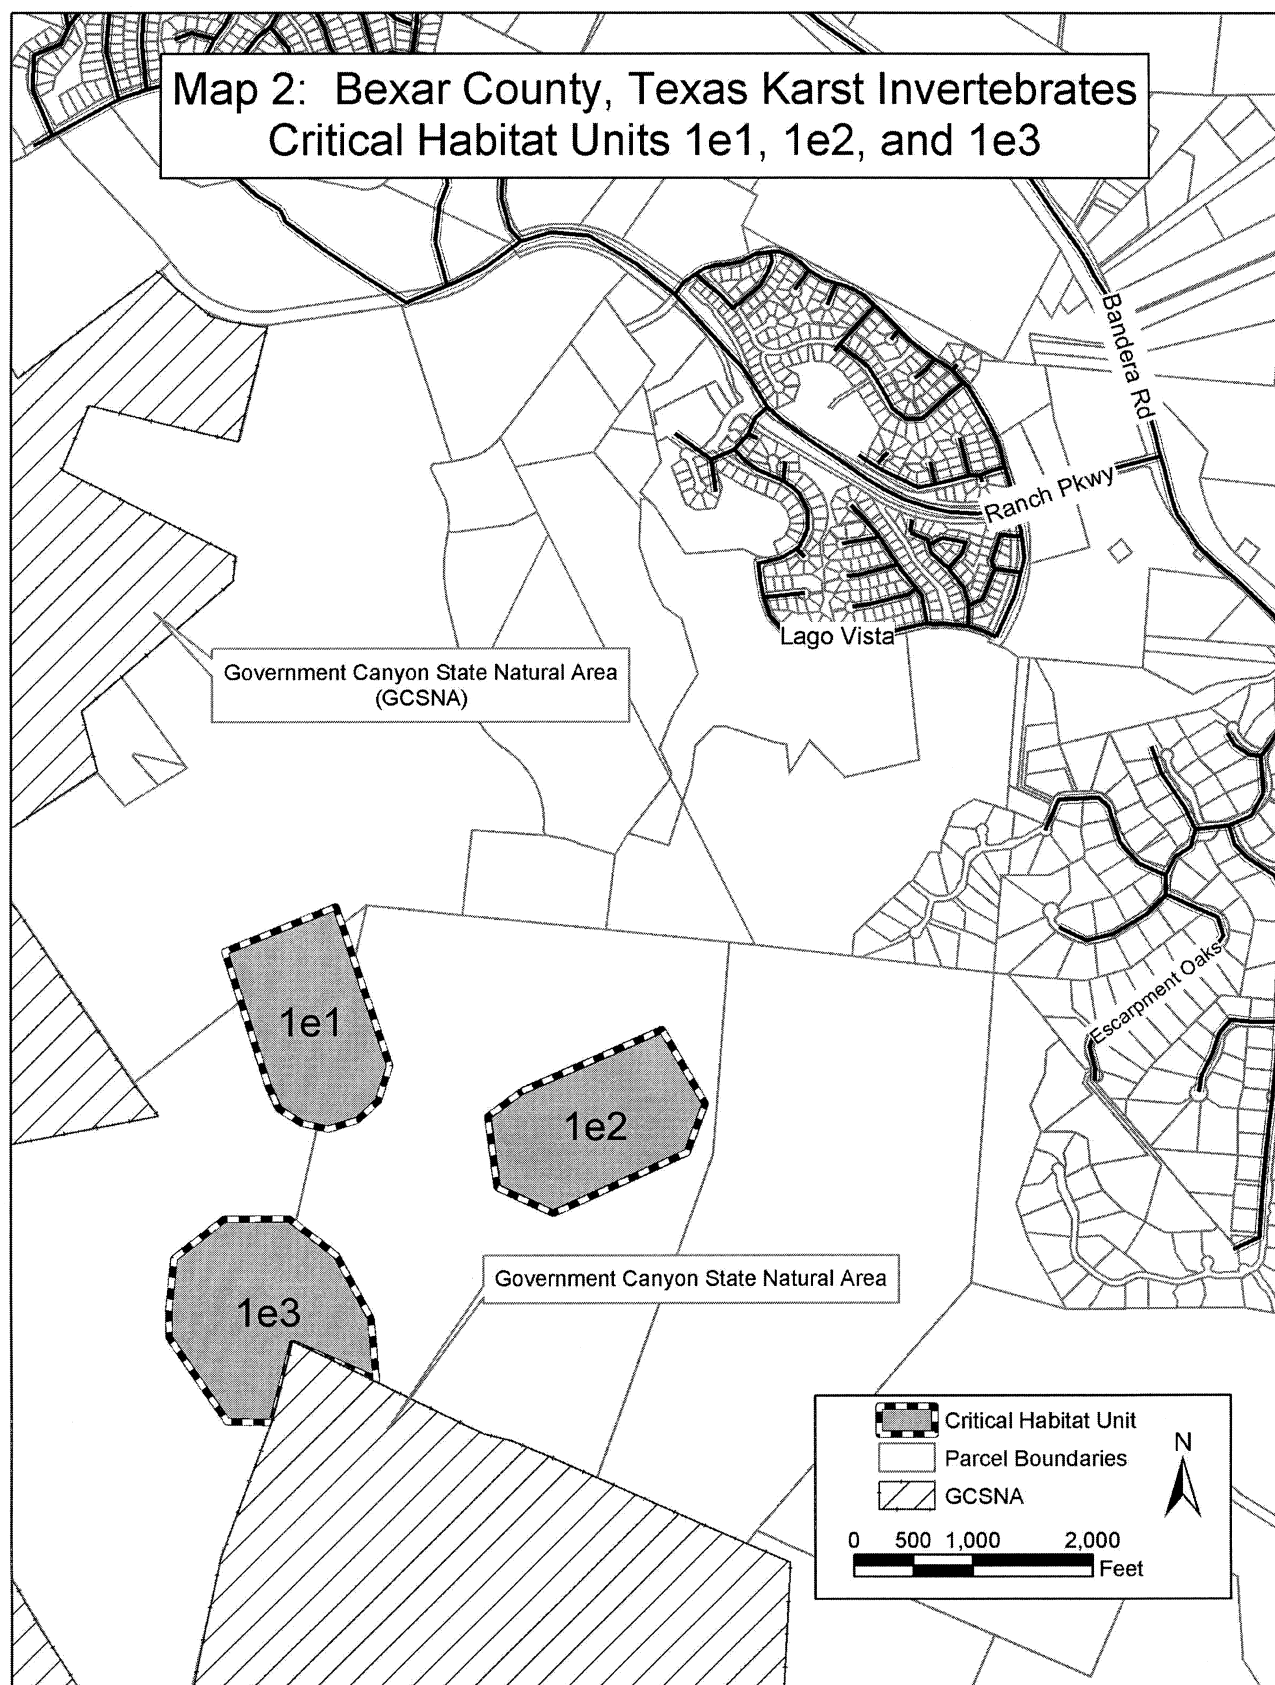 Map 2: Bexar County, Texas Karst Invertebrates
Critical Habitat Units 1e1, 1e2, and 1e3
Bandera Rd
Ranch Pkwy
Lago Vista
Government Canyon State Natural Area
(GCSNA)
Escarpment Oaks
1e1
1e2
Government Canyon State Natural Area
1e3
Critical Habitat Unit
Parcel Boundaries
GCSNA
N
0 500 1,000 2,000
Feet